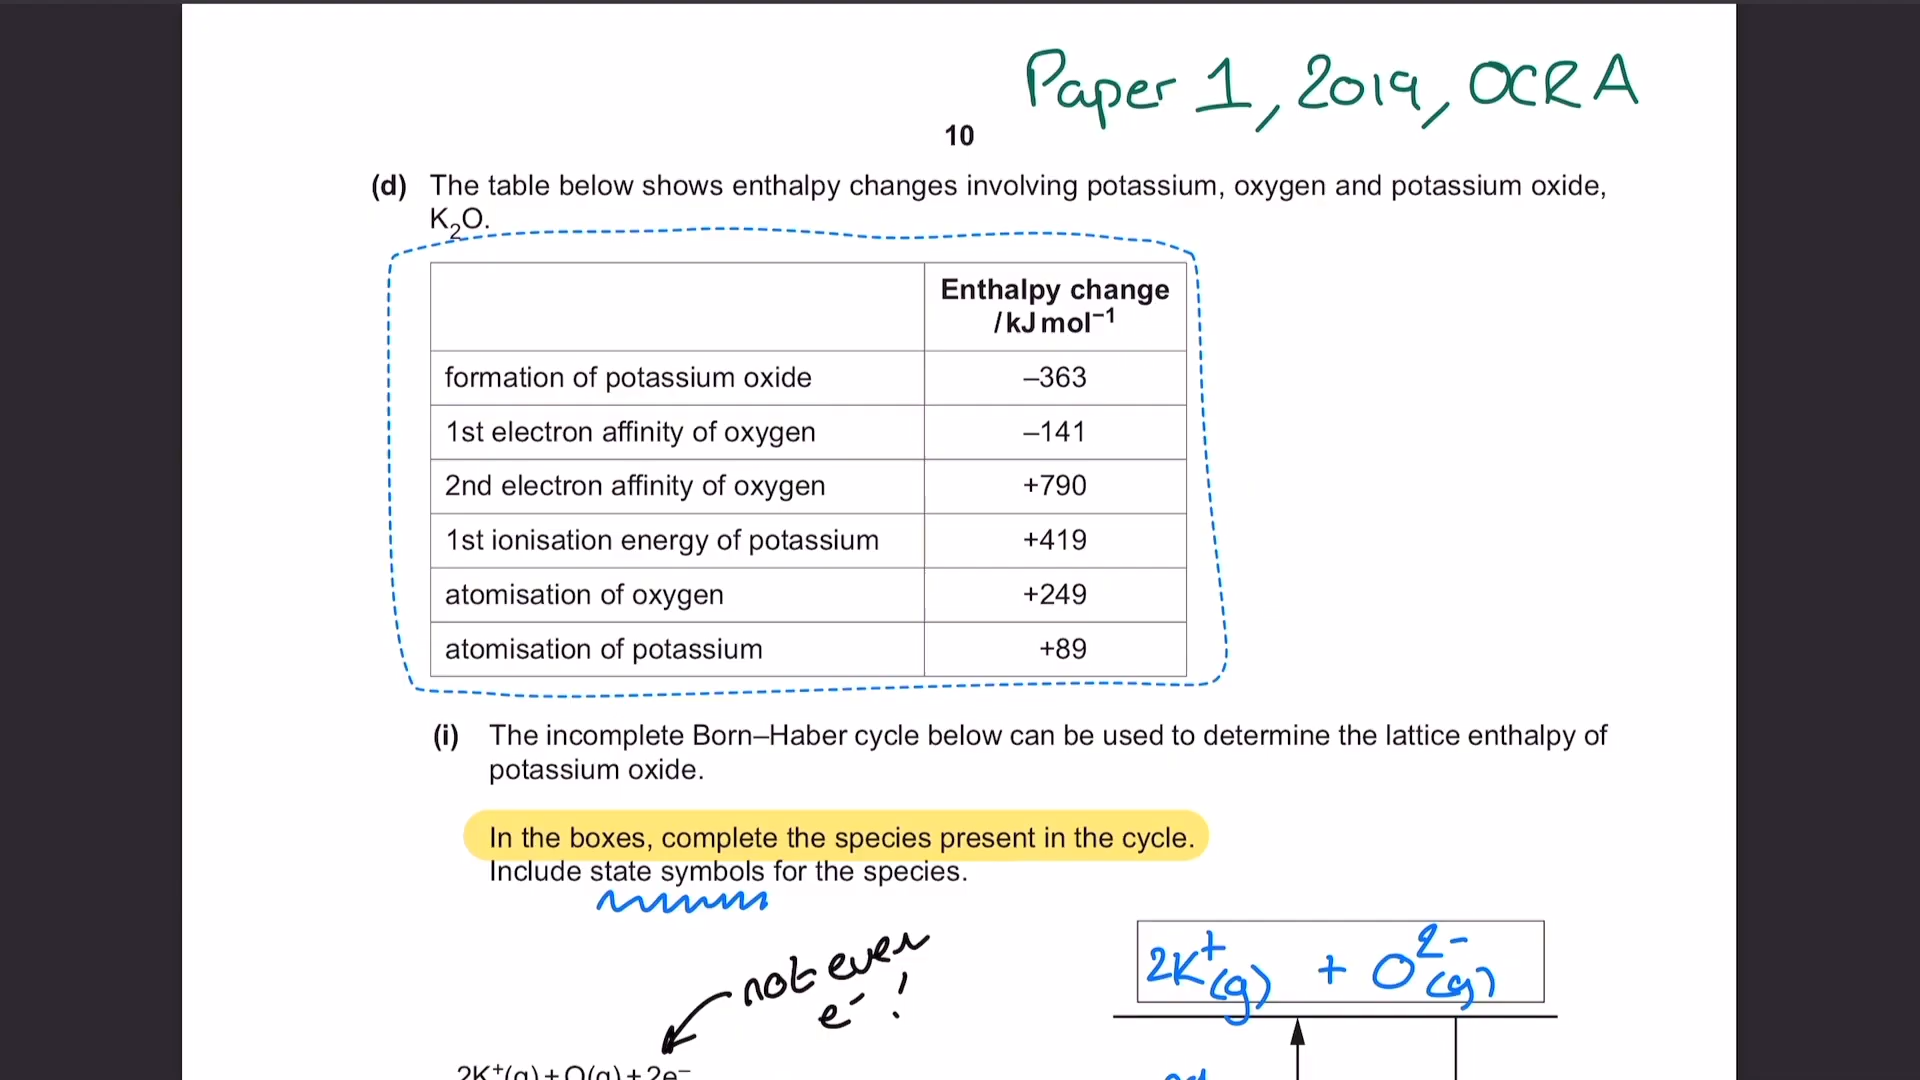 Paper 1, 2019, OCR A
10
(d) The table below shows enthalpy changes involving potassium, oxygen and potassium oxide,
K₂O.
Enthalpy change
/kJ mol⁻¹
formation of potassium oxide –363
1st electron affinity of oxygen –141
2nd electron affinity of oxygen +790
1st ionisation energy of potassium +419
atomisation of oxygen +249
atomisation of potassium +89
(i) The incomplete Born–Haber cycle below can be used to determine the lattice enthalpy of
potassium oxide.
In the boxes, complete the species present in the cycle.
Include state symbols for the species.
not even
e⁻!
2K⁺(g) + O²⁻(g)
2K⁺(g) + O(g) + 2e⁻